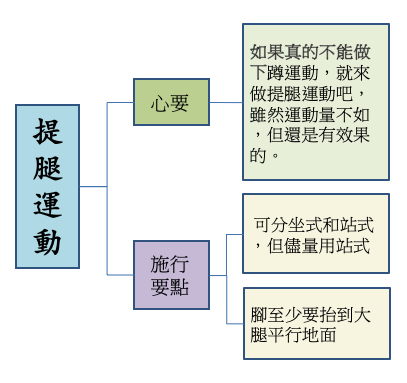 提
腿
運
動
心要
如果真的不能做
下蹲運動，就來
做提腿運動吧，
雖然運動量不如
，但還是有效果
的。
施行
要點
可分坐式和站式
，但儘量用站式
腳至少要抬到大
腿平行地面